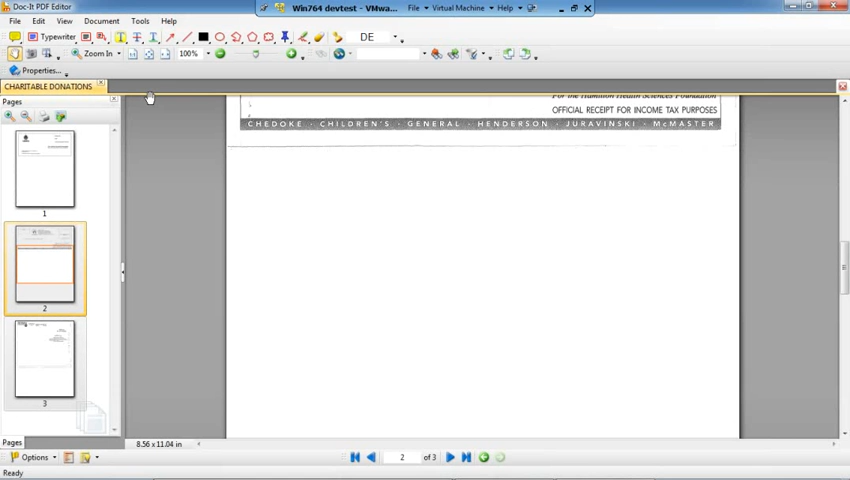 Doc-It PDF Editor
Win764 devtest - VMwa...
File
Virtual Machine
Help
File
Edit
Document
Tools
Help
Typewriter
DE
Zoom In
100%
Properties...
CHARITABLE DONATIONS
Pages
For the Hamilton Health Sciences Foundation
OFFICIAL RECEIPT FOR INCOME TAX PURPOSES
CHEDOKE · CHILDREN'S · GENERAL · HENDERSON · JURAVINSKI · McMASTER
1
2
3
Pages
8.56 x 11.04 in
Options
2
of 3
Ready